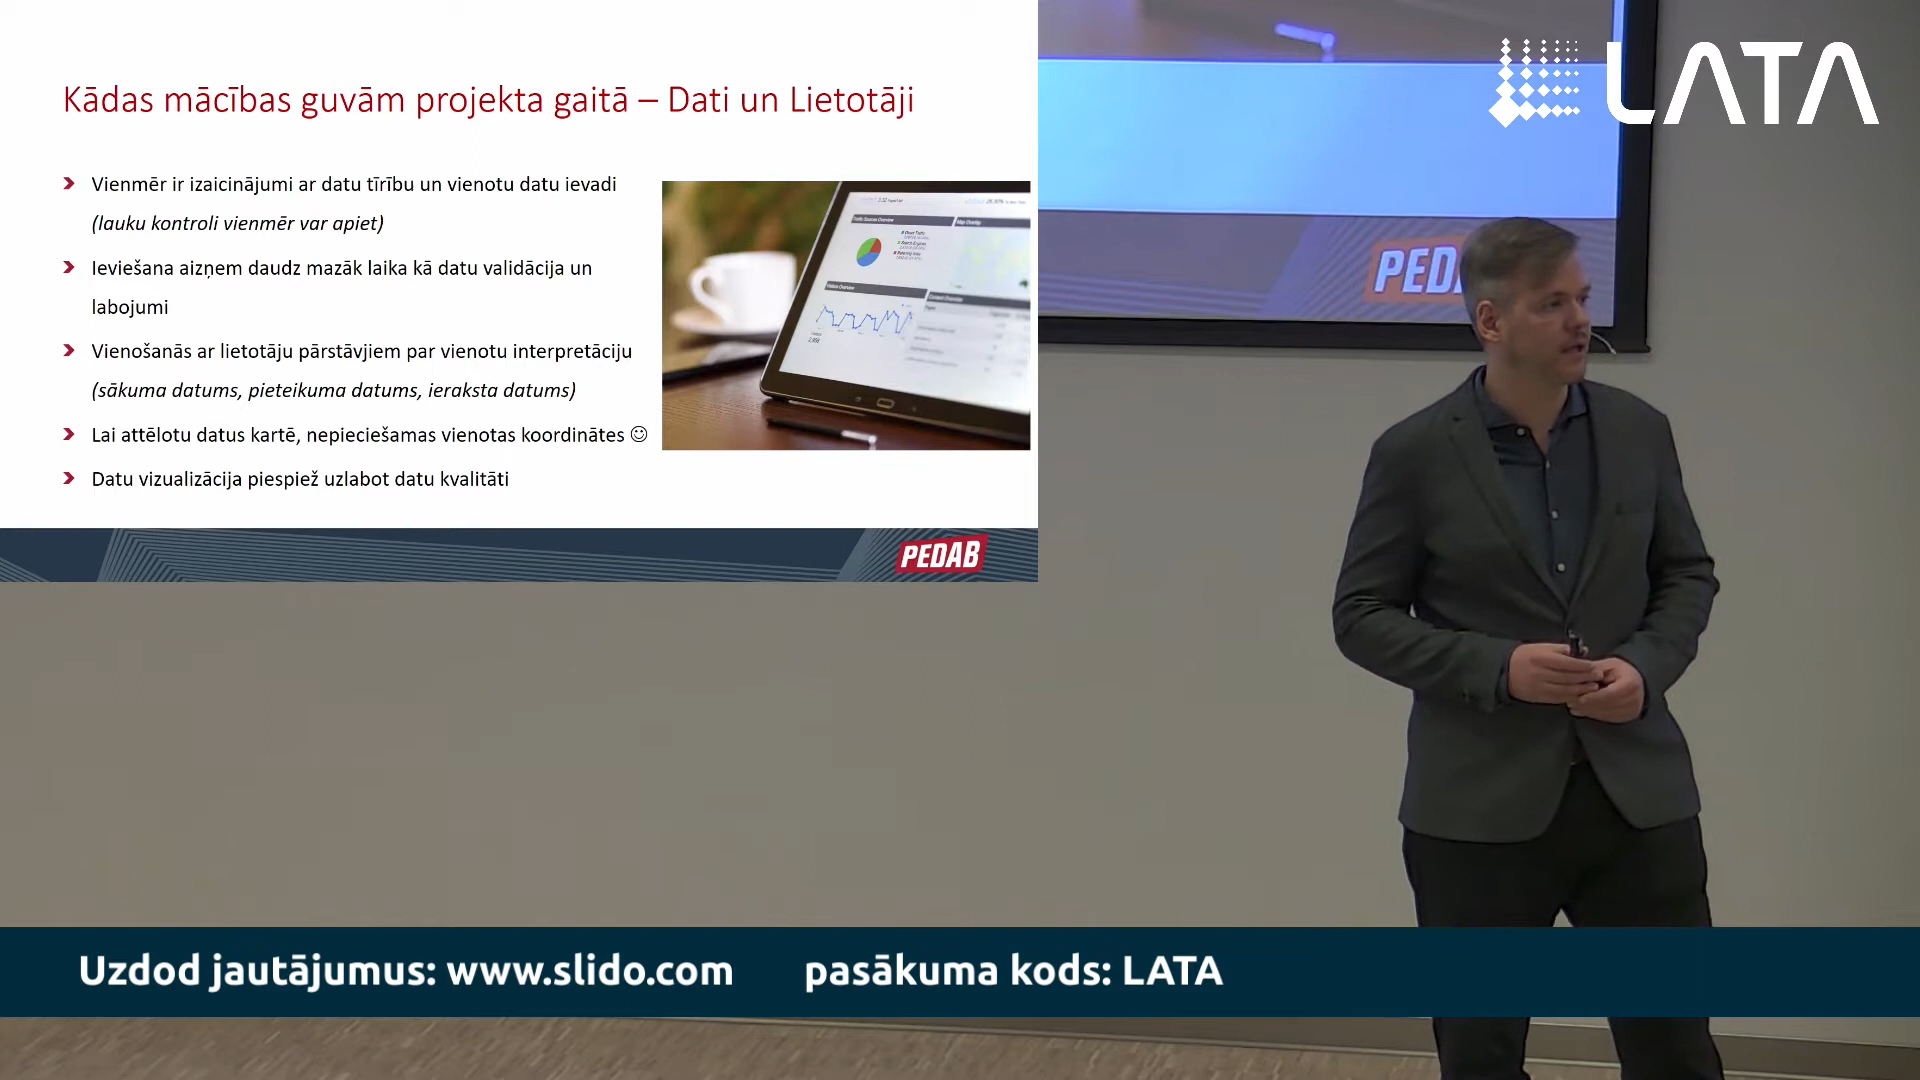 Kādas mācības guvām projekta gaitā – Dati un Lietotāji
Vienmēr ir izaicinājumi ar datu tīrību un vienotu datu ievadi
(lauku kontroli vienmēr var apiet)
Ieviešana aizņem daudz mazāk laika kā datu validācija un
labojumi
Vienošanās ar lietotāju pārstāvjiem par vienotu interpretāciju
(sākuma datums, pieteikuma datums, ieraksta datums)
Lai attēlotu datus kartē, nepieciešamas vienotas koordinātes ☺
Datu vizualizācija piespiež uzlabot datu kvalitāti
PEDAB
LATA
PED
Uzdod jautājumus: www.slido.com pasākuma kods: LATA